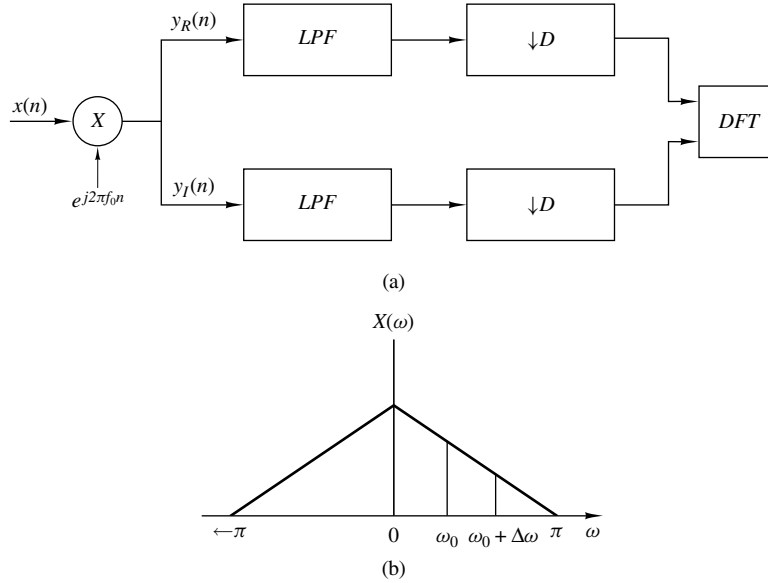 y_R(n)
LPF
↓D
x(n)
X
DFT
e^{j2πf_0n}
y_I(n)
LPF
↓D
(a)
X(ω)
←π
0
ω_0
ω_0 + Δω
π
ω
(b)